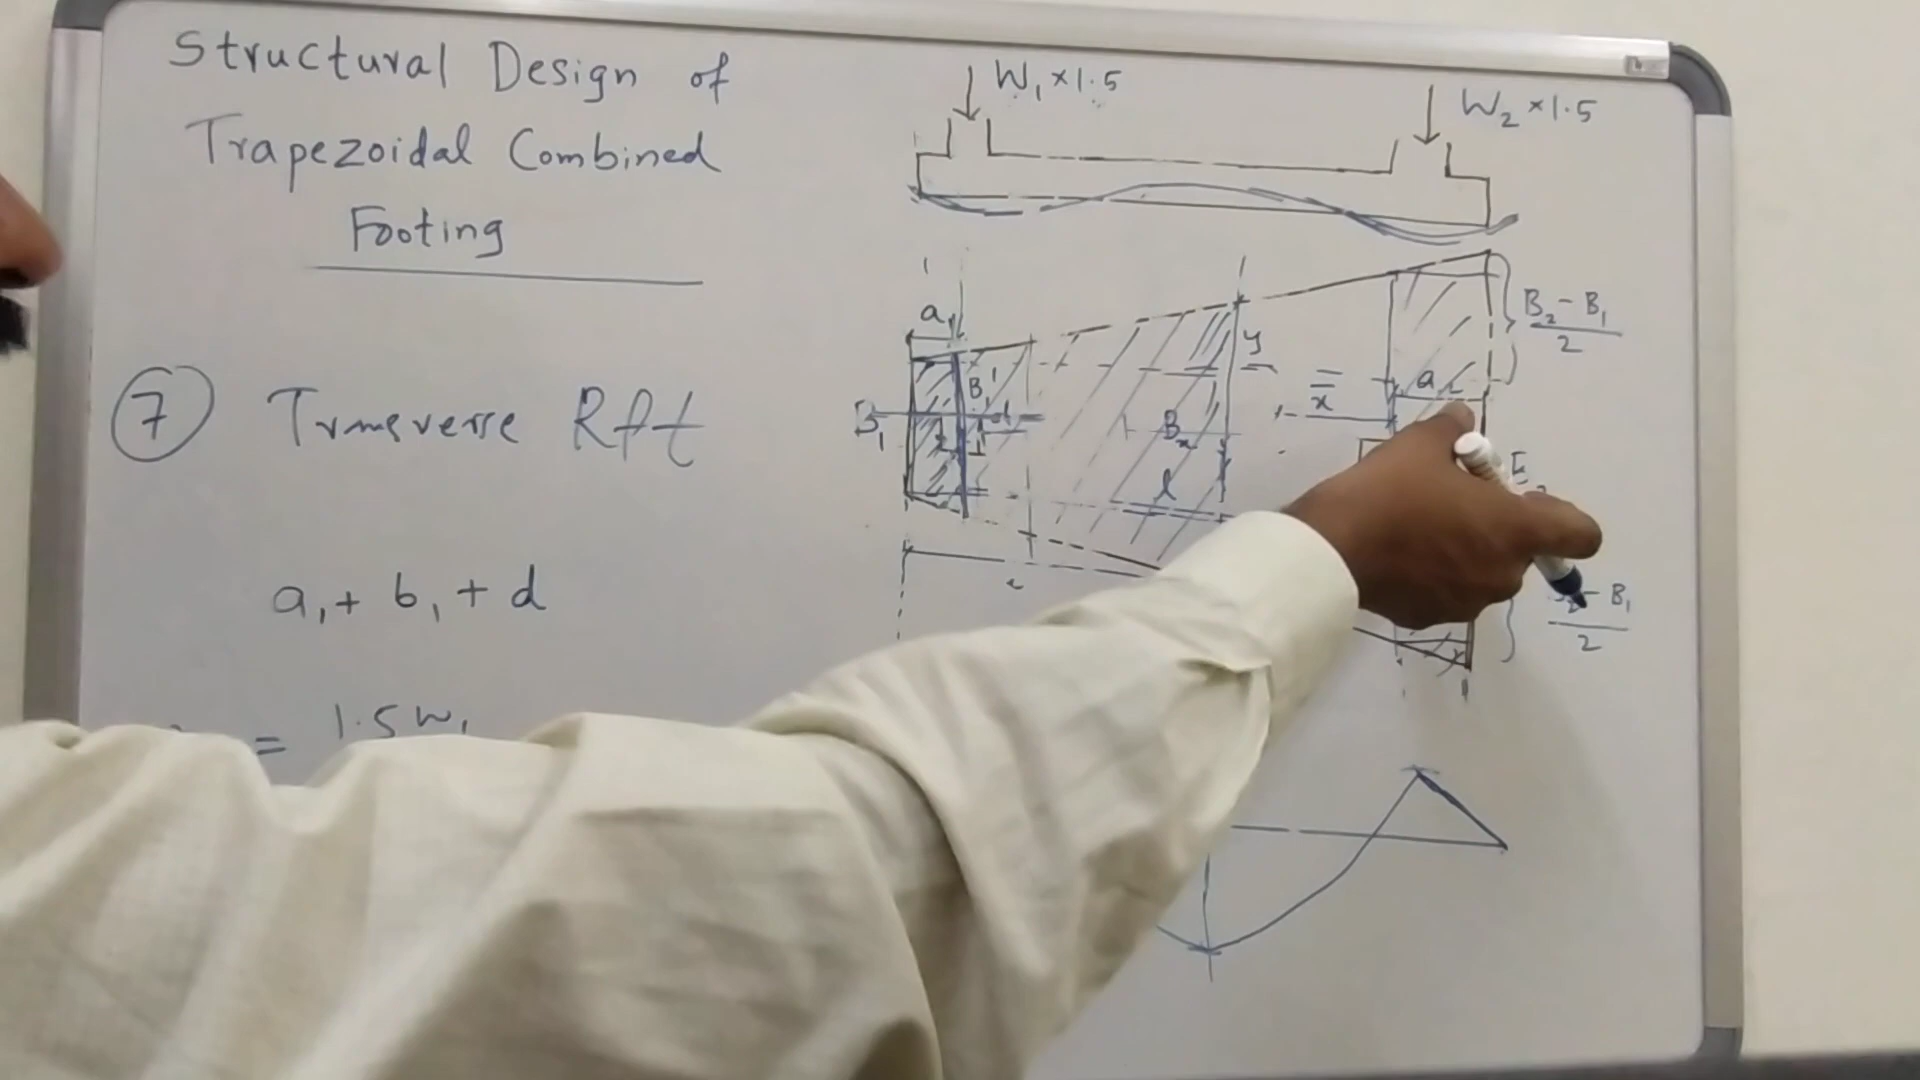 Structural Design of
Trapezoidal Combined
Footing
7 Transverse Rft
a₁ + b₁ + d
= 1.5 W₁
W₁ × 1.5
W₂ × 1.5
a₁
B₁
B₁'
d
y
Bₓ
l
x̄
a₂
B₂ - B₁
2
- B₁
2